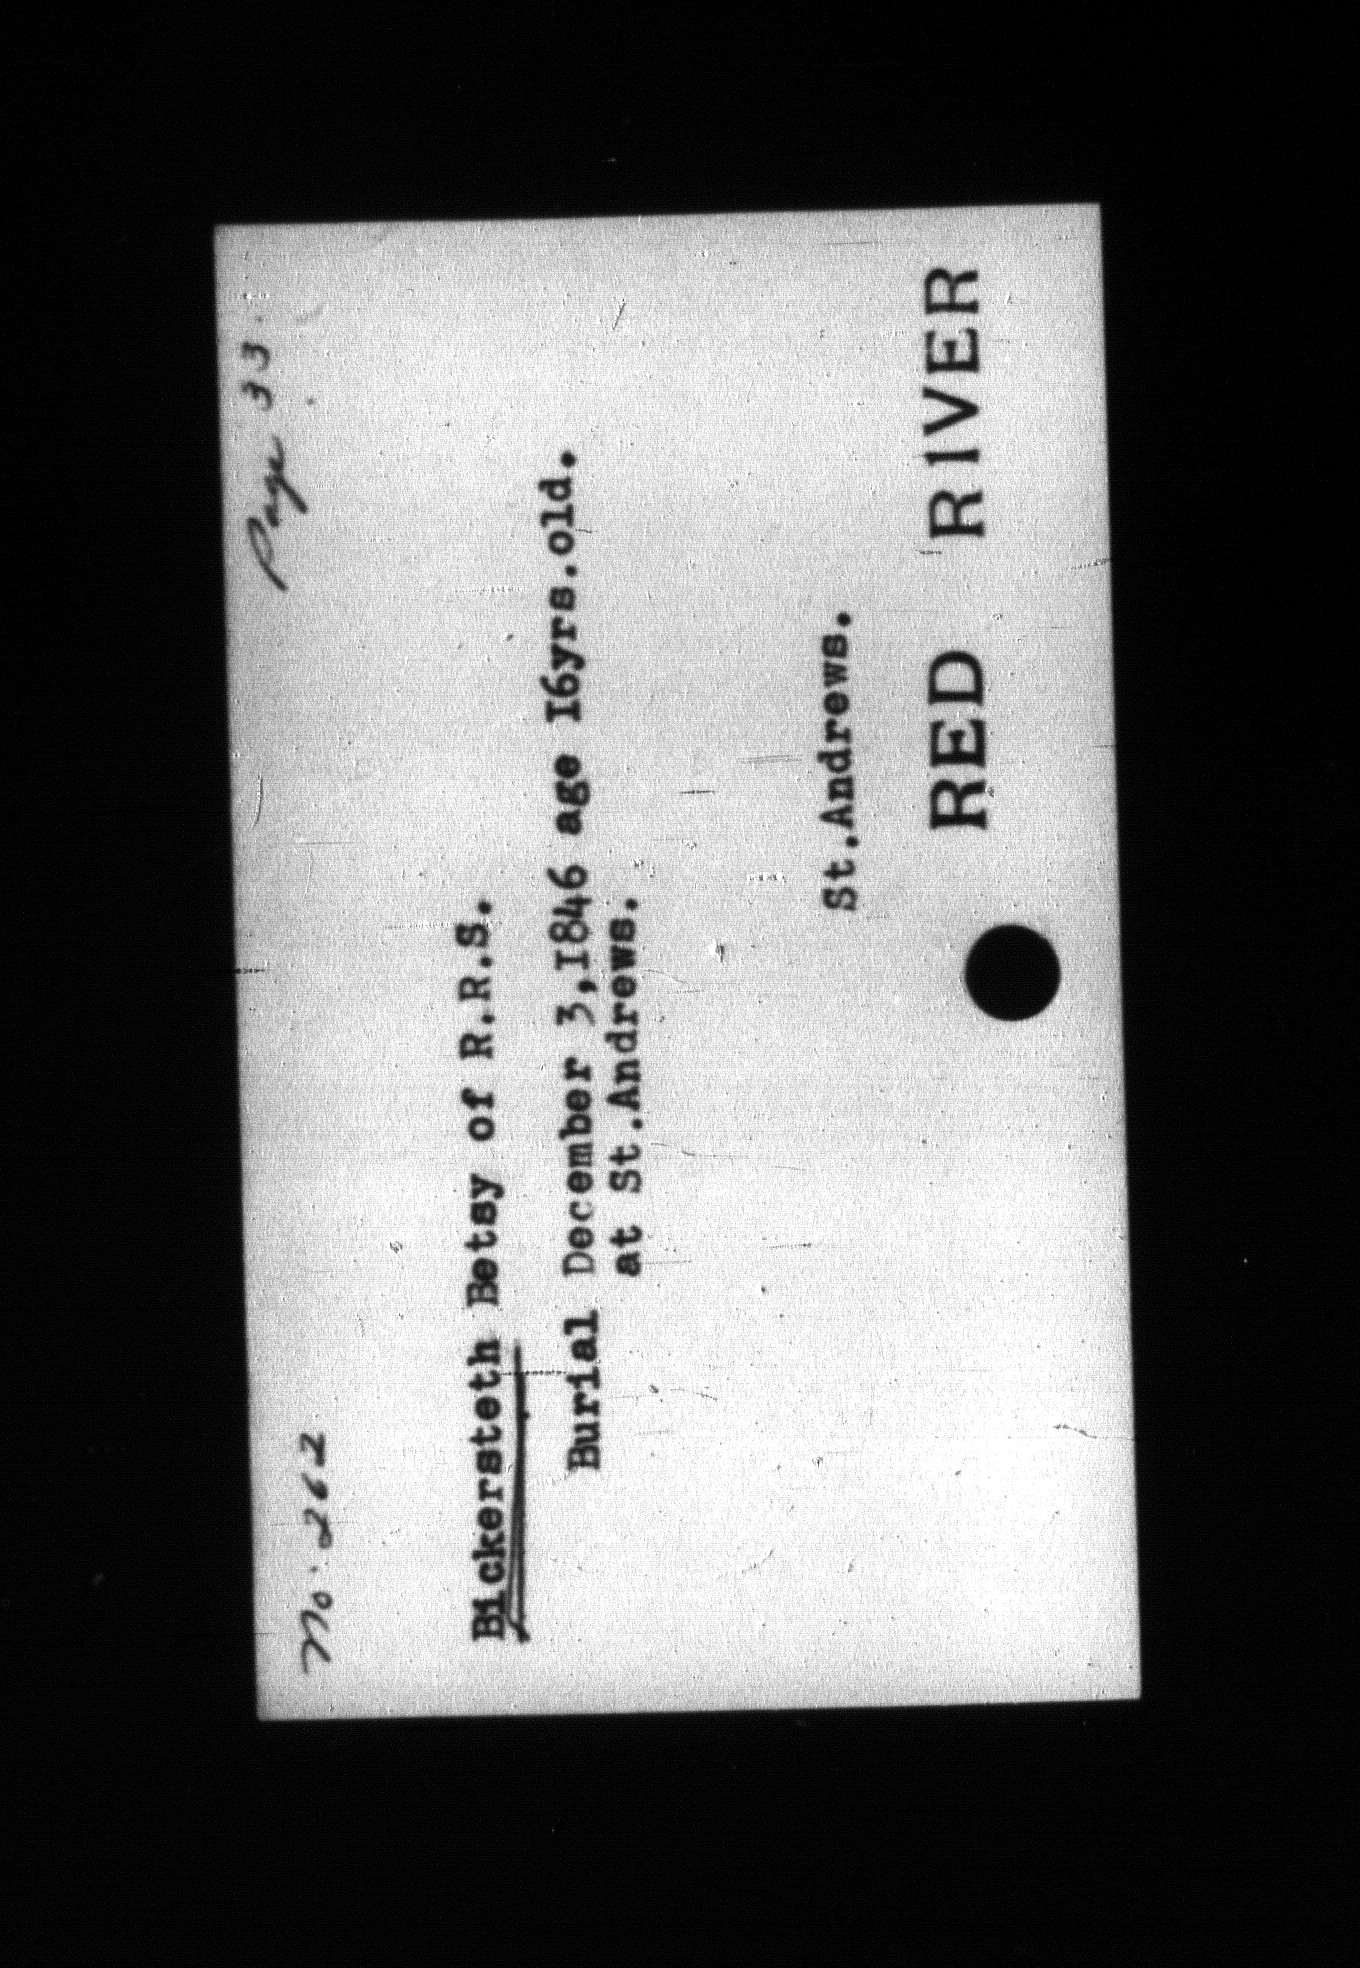 No. 262
Page 33.
Bickersteth Betsy of R.R.S.
Burial December 3,1846 age 16yrs.old.
at St.Andrews.
St.Andrews.
RED RIVER